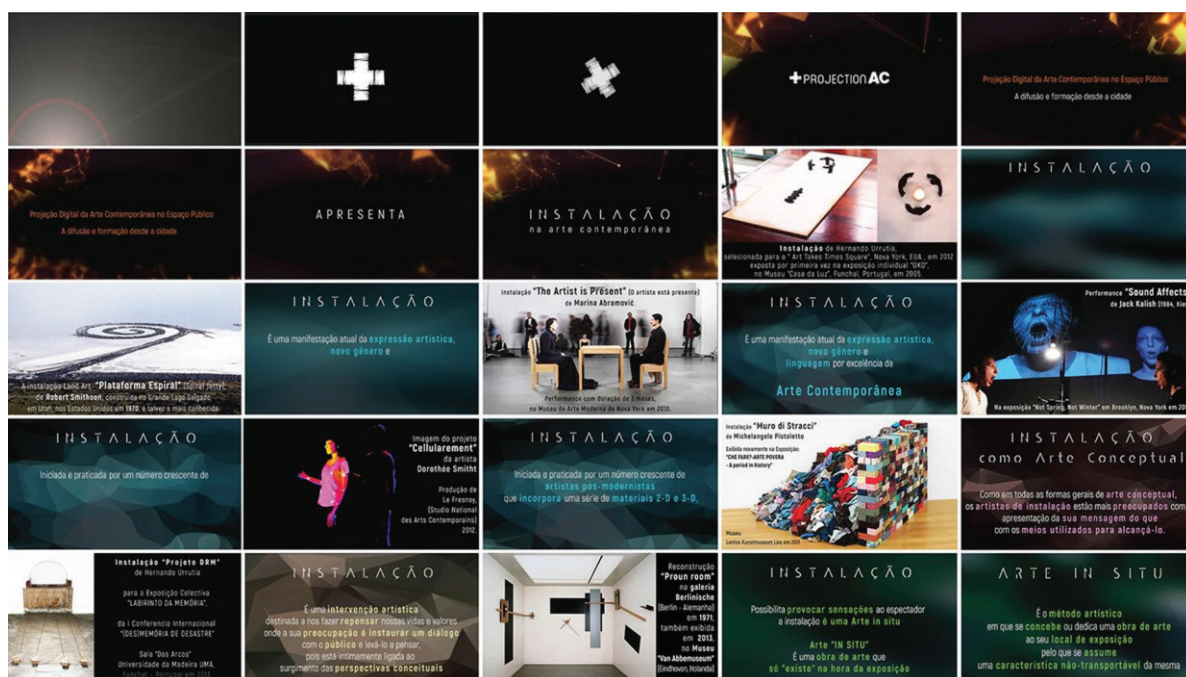 +PROJECTION AC
Projeção Digital da Arte Contemporânea no Espaço Público
A difusão e formação desde a cidade
Projeção Digital da Arte Contemporânea no Espaço Público
A difusão e formação desde a cidade
APRESENTA
INSTALAÇÃO
na arte contemporânea
Instalação de Hernando Urrutia,
selecionada para o " Art Takes Times Square", Nova York, EUA , em 2012
exposta por primeira vez na exposição individual "OKO",
no Museu "Casa da Luz", Funchal, Portugal, em 2005.
INSTALAÇÃO
A instalação Land Art "Plataforma Espiral" (Spiral Jetty),
de Robert Smithson, construída no Grande Lago Salgado,
em Utah, nos Estados Unidos em 1970, é talvez a mais conhecida.
INSTALAÇÃO
É uma manifestação atual da expressão artística,
novo género e
Instalação "The Artist is Present" (O artista está presente)
de Marina Abramović.
Performance com duração de 3 meses,
no Museu de Arte Moderna de Nova York em 2010.
INSTALAÇÃO
É uma manifestação atual da expressão artística,
novo género e
linguagem por excelência da
Arte Contemporânea
Performance "Sound Affects"
de Jack Kalish (1984, Kie
Na exposição "Not Spring, Not Winter" em Brooklyn, Nova York em 20
INSTALAÇÃO
Iniciada e praticada por um número crescente de
Imagem do projeto
"Cellularement"
da artista
Dorothée Smitht
Produção de
Le Fresnoy,
(Studio National
des Arts Contemporains)
2012.
INSTALAÇÃO
Iniciada e praticada por um número crescente de
artistas pós-modernistas
que incorpora uma série de materiais 2-D e 3-D,
Instalação "Muro di Stracci"
de Michelangelo Pistoletto
Exibida novamente na Exposição:
"CHE FARE? -ARTE POVERA
- A period in history"
Museu
Lentos Kunstmuseum Linz em 2011
INSTALAÇÃO
como Arte Conceptual
Como em todas as formas gerais de arte conceptual,
os artistas de instalação estão mais preocupados com a
apresentação da sua mensagem do que
com os meios utilizados para alcançá-lo.
Instalação "Projeto DRM"
de Hernando Urrutia
para a Exposição Colectiva
"LABIRINTO DA MEMÓRIA",
da I Conferencia Internacional
"(DES)MEMÓRIA DE DESASTRE"
Sala "Dos Arcos"
Universidade da Madeira UMA,
Funchal - Portugal em 2013
INSTALAÇÃO
É uma intervenção artística
destinada a nos fazer repensar nossas vidas e valores
onde a sua preocupação é instaurar um diálogo
com o público e levá-lo a pensar,
pois está intimamente ligada ao
surgimento das perspectivas conceituais
Reconstrução
"Proun room"
na galeria
Berlinische
(Berlin - Alemanha)
em 1971,
também exibida
em 2013,
no Museu
"Van Abbemuseum"
(Eindhoven, Holanda)
INSTALAÇÃO
Possibilita provocar sensações ao espectador
a instalação é uma Arte in situ
Arte "IN SITU"
É uma obra de arte que
só "existe" na hora da exposição
ARTE IN SITU
É o método artístico
em que se concebe ou dedica uma obra de arte
ao seu local de exposição
pelo que se assume
uma característica não-transportável da mesma